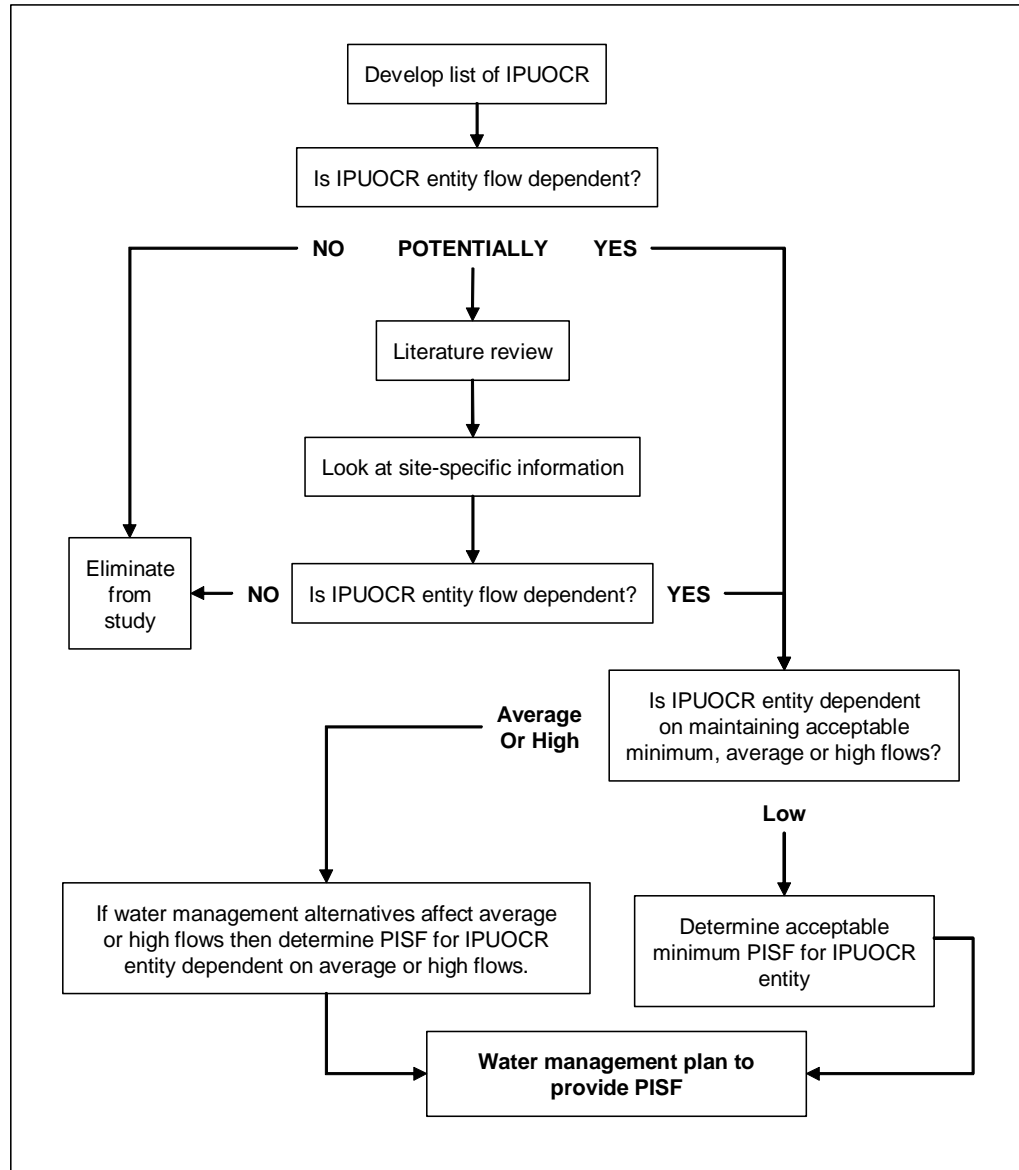 Develop list of IPUOCR
Is IPUOCR entity flow dependent?
NO POTENTIALLY YES
Literature review
Look at site-specific information
Eliminate
from
study
NO
Is IPUOCR entity flow dependent?
YES
Is IPUOCR entity dependent
on maintaining acceptable
minimum, average or high flows?
Average
Or High
Low
If water management alternatives affect average
or high flows then determine PISF for IPUOCR
entity dependent on average or high flows.
Determine acceptable
minimum PISF for IPUOCR
entity
Water management plan to
provide PISF